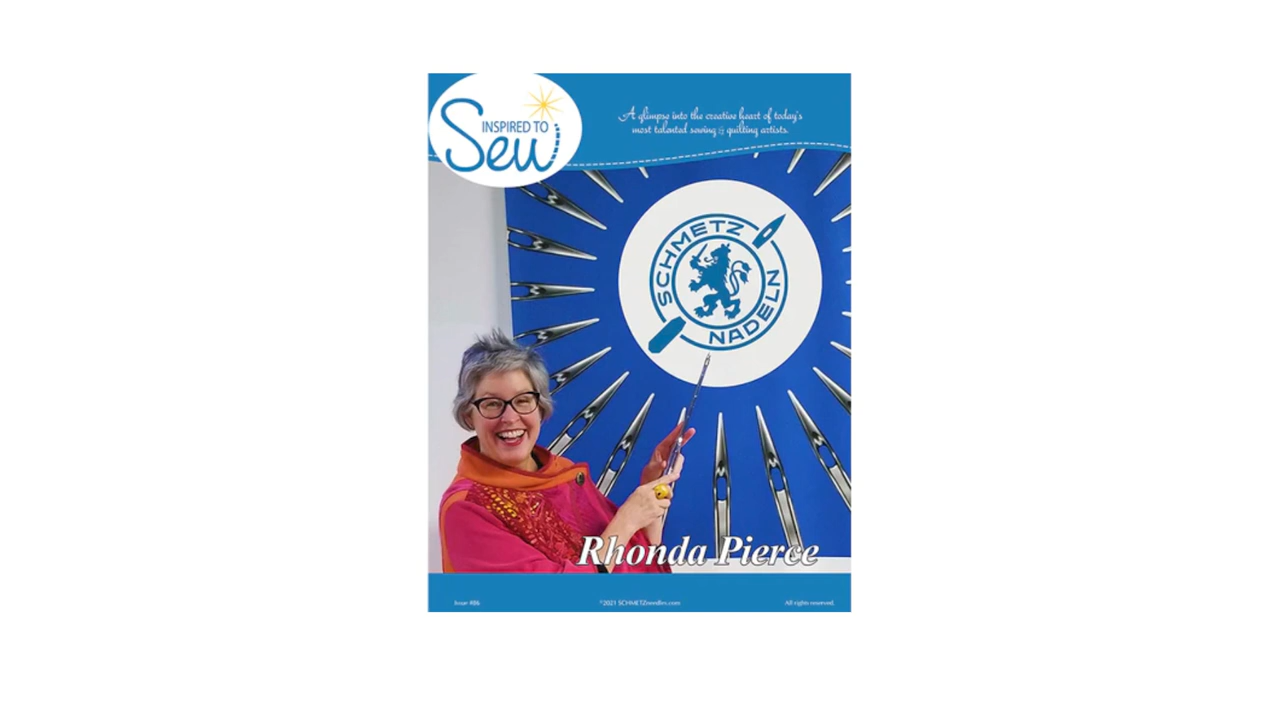 INSPIRED TO
Sew
A glimpse into the creative heart of today's
most talented sewing & quilting artists.
SCHMETZ
NADELN
Rhonda Pierce
Issue #86
©2021 SCHMETZneedles.com
All rights reserved.